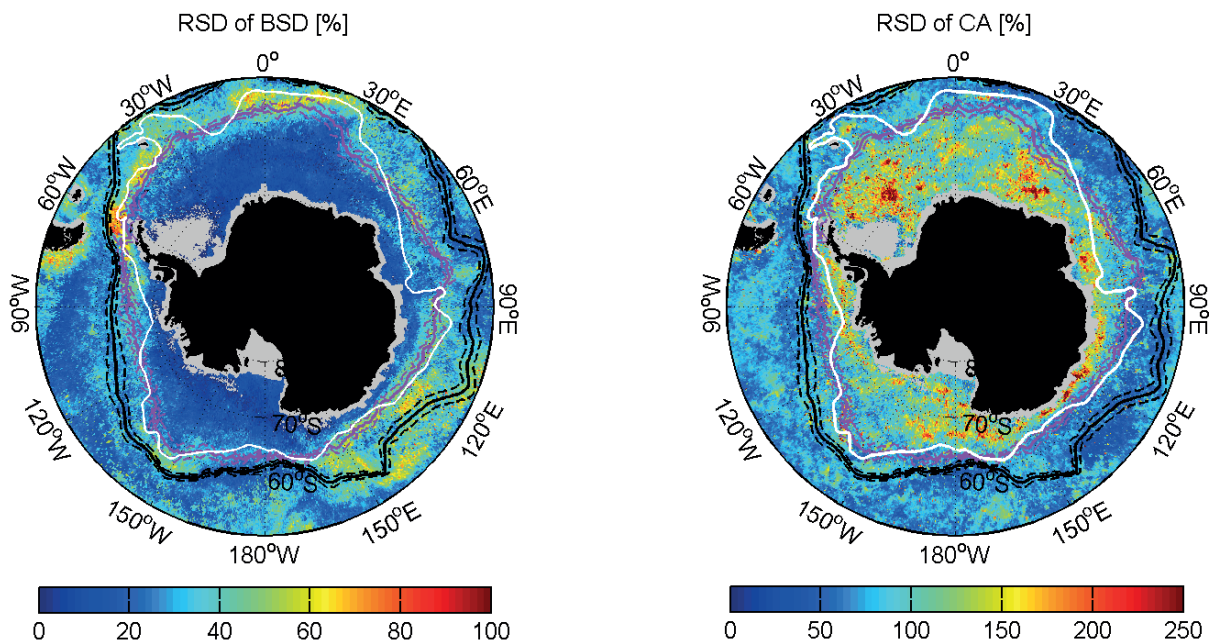 RSD of BSD [%]
0°
30°W
30°E
60°W
60°E
90°W
90°E
120°W
120°E
150°W
150°E
180°W
70°S
60°S
0 20 40 60 80 100
RSD of CA [%]
0°
30°W
30°E
60°W
60°E
90°W
90°E
120°W
120°E
150°W
150°E
180°W
70°S
60°S
0 50 100 150 200 250